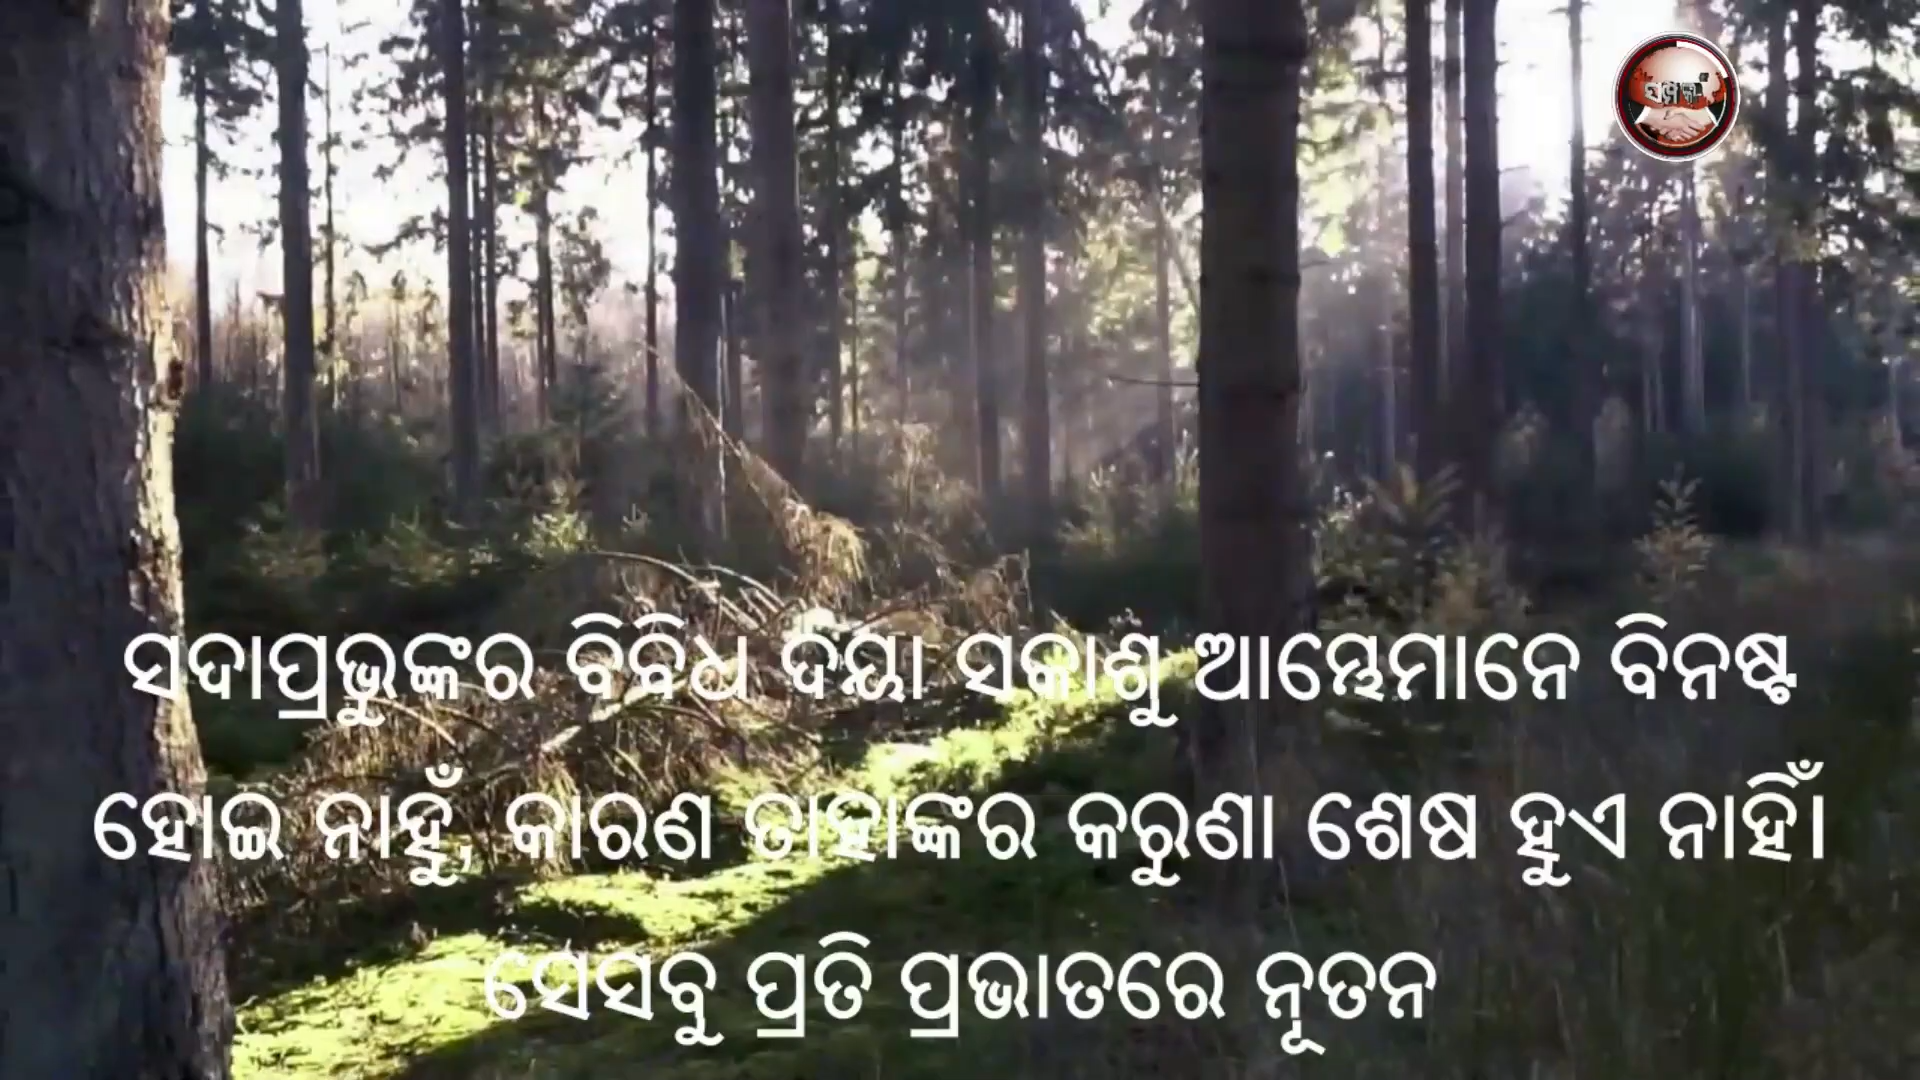 ସଦାପ୍ରଭୁଙ୍କର ବିବିଧ ଦୟା ସକାଶୁ ଆମ୍ଭେମାନେ ବିନଷ୍ଟ
ହୋଇ ନାହୁଁ, କାରଣ ତାହାଙ୍କର କରୁଣା ଶେଷ ହୁଏ ନାହିଁ।
ସେସବୁ ପ୍ରତି ପ୍ରଭାତରେ ନୂତନ